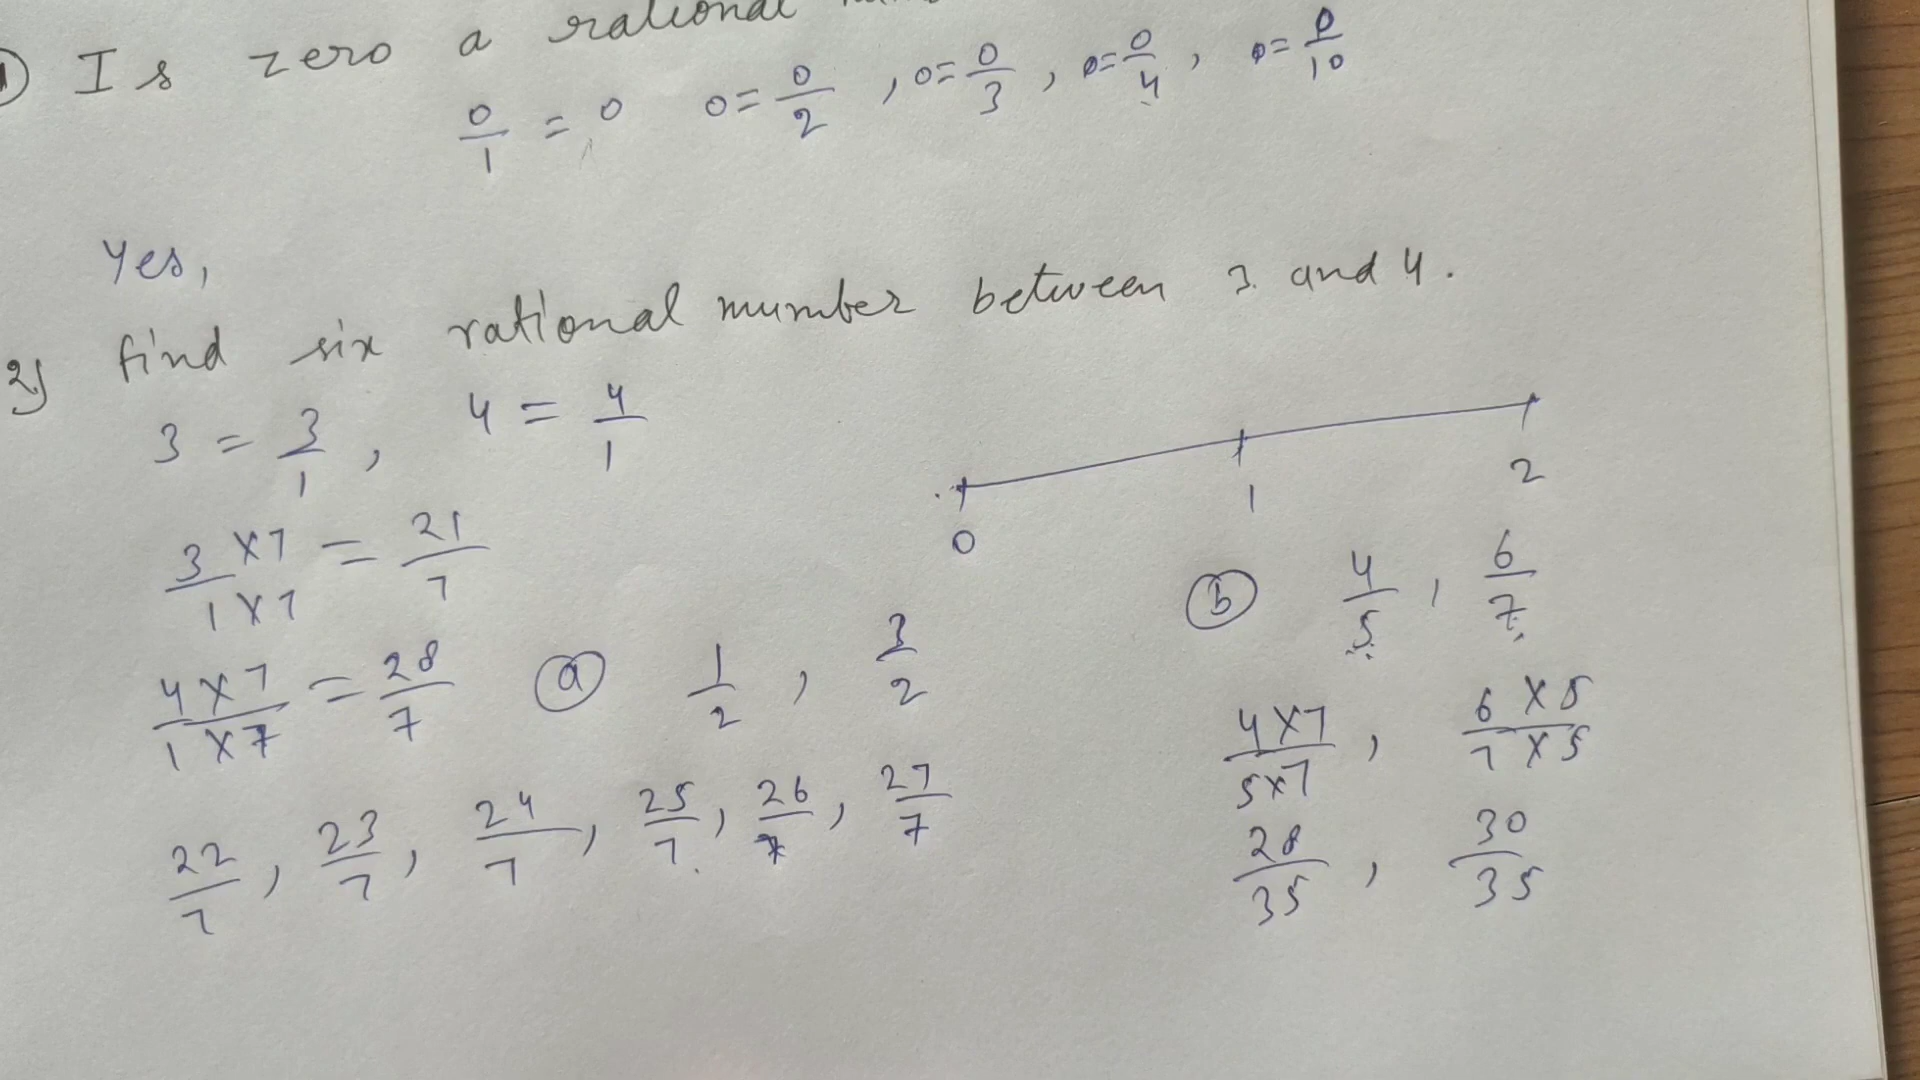 1) Is zero a rational
0/1 = 0 0 = 0/2 , 0 = 0/3 , 0 = 0/4 , 0 = 0/10
Yes,
2) find six rational number between 3 and 4.
3 = 3/1 , 4 = 4/1
0 1 2
3×7/1×7 = 21/7
4×7/1×7 = 28/7
(a) 1/2 , 3/2
22/7 , 23/7 , 24/7 , 25/7 , 26/7 , 27/7
(b) 4/5 , 6/7
4×7/5×7 , 6×5/7×5
28/35 , 30/35